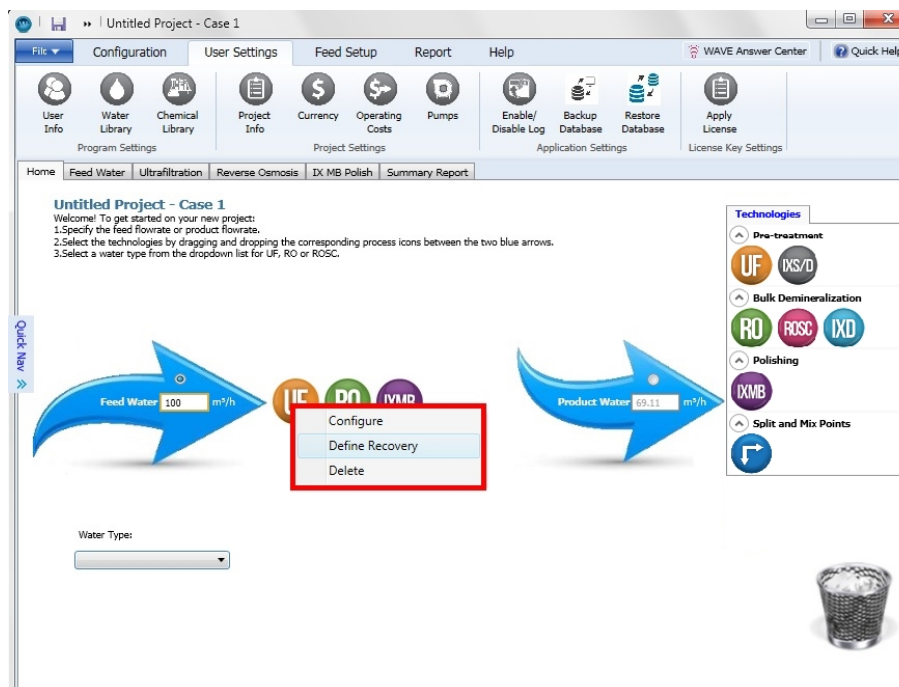 Untitled Project - Case 1
File
Configuration
User Settings
Feed Setup
Report
Help
WAVE Answer Center
Quick Help
User Info
Water Library
Chemical Library
Project Info
Currency
Operating Costs
Pumps
Enable/ Disable Log
Backup Database
Restore Database
Apply License
Program Settings
Project Settings
Application Settings
License Key Settings
Home
Feed Water
Ultrafiltration
Reverse Osmosis
IX MB Polish
Summary Report
Untitled Project - Case 1
Welcome! To get started on your new project:
1.Specify the feed flowrate or product flowrate.
2.Select the technologies by dragging and dropping the corresponding process icons between the two blue arrows.
3.Select a water type from the dropdown list for UF, RO or ROSC.
Technologies
Pre-treatment
UF
IXS/D
Bulk Demineralization
RO
ROSC
IXD
Polishing
IXMB
Split and Mix Points
Quick Nav
Feed Water 100 m³/h
UF
RO
IXMB
Configure
Define Recovery
Delete
Product Water 69.11 m³/h
Water Type: